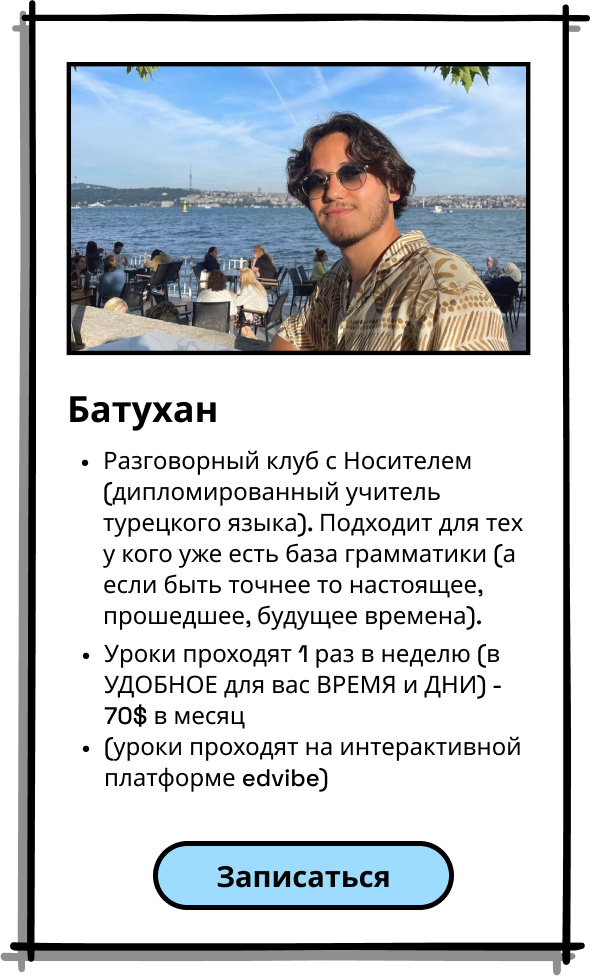 Батухан
• Разговорный клуб с Носителем
(дипломированный учитель
турецкого языка). Подходит для тех
у кого уже есть база грамматики (а
если быть точнее то настоящее,
прошедшее, будущее времена).
• Уроки проходят 1 раз в неделю (в
УДОБНОЕ для вас ВРЕМЯ и ДНИ) -
70$ в месяц
• (уроки проходят на интерактивной
платформе edvibe)
Записаться